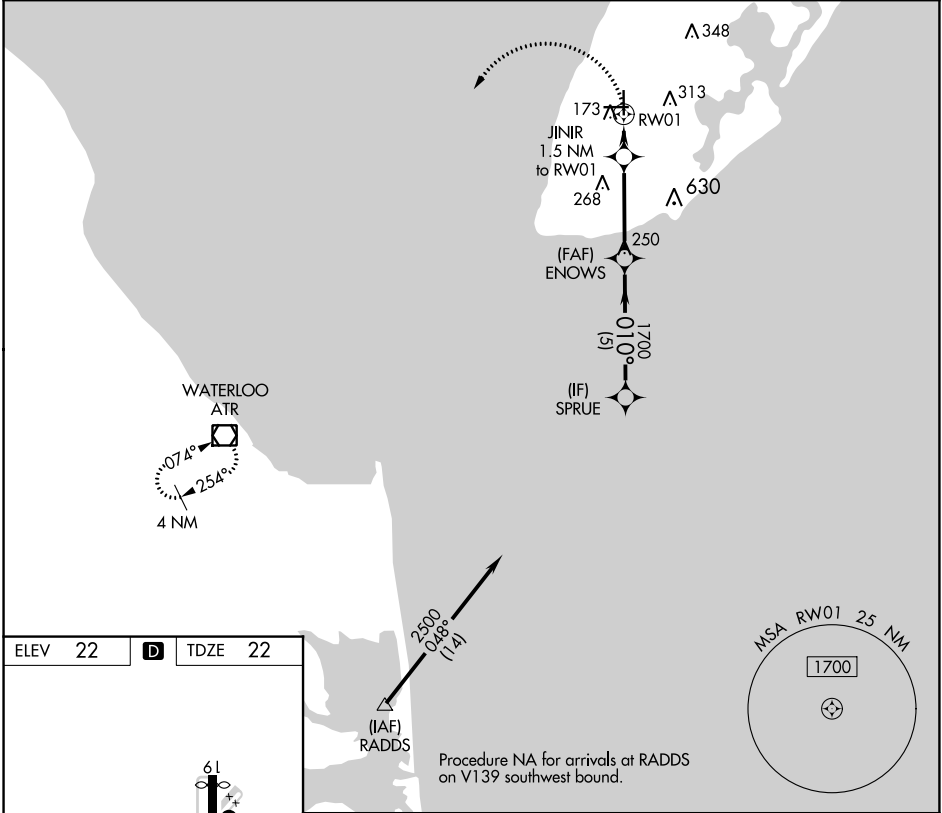 348
313
173
RW01
JINIR
1.5 NM
to RW01
268
630
250
(FAF)
ENOWS
1700
010°
(5)
(IF)
SPRUE
WATERLOO
ATR
074°
254°
4 NM
2500
048°
(14)
(IAF)
RADDS
MSA RW01 25 NM
1700
Procedure NA for arrivals at RADDS
on V139 southwest bound.
ELEV 22 D TDZE 22
19